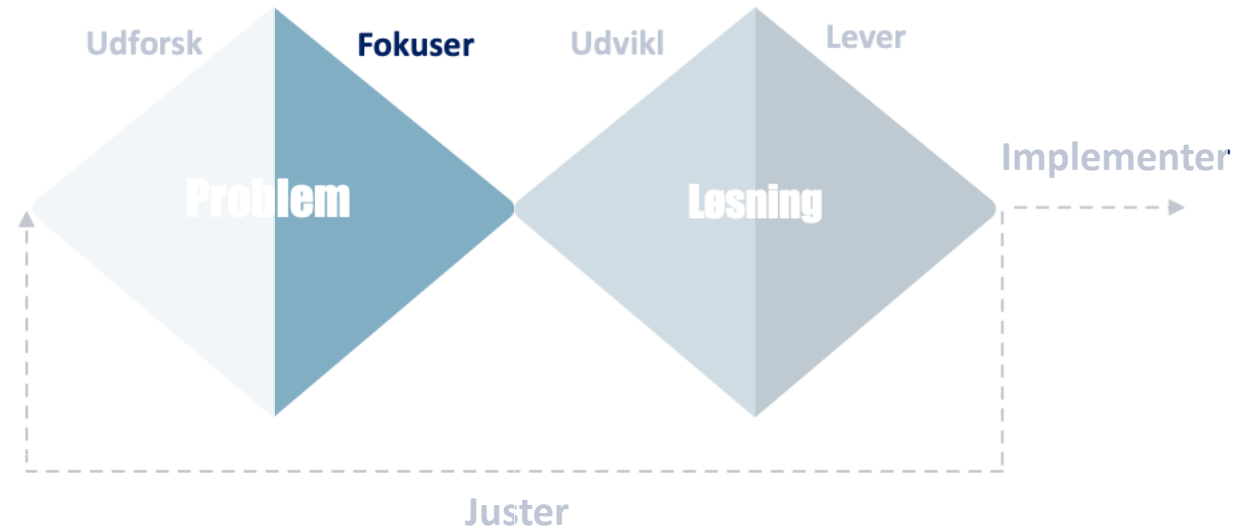 Udforsk
Fokuser
Udvikl
Lever
Problem
Løsning
Implementer
Juster